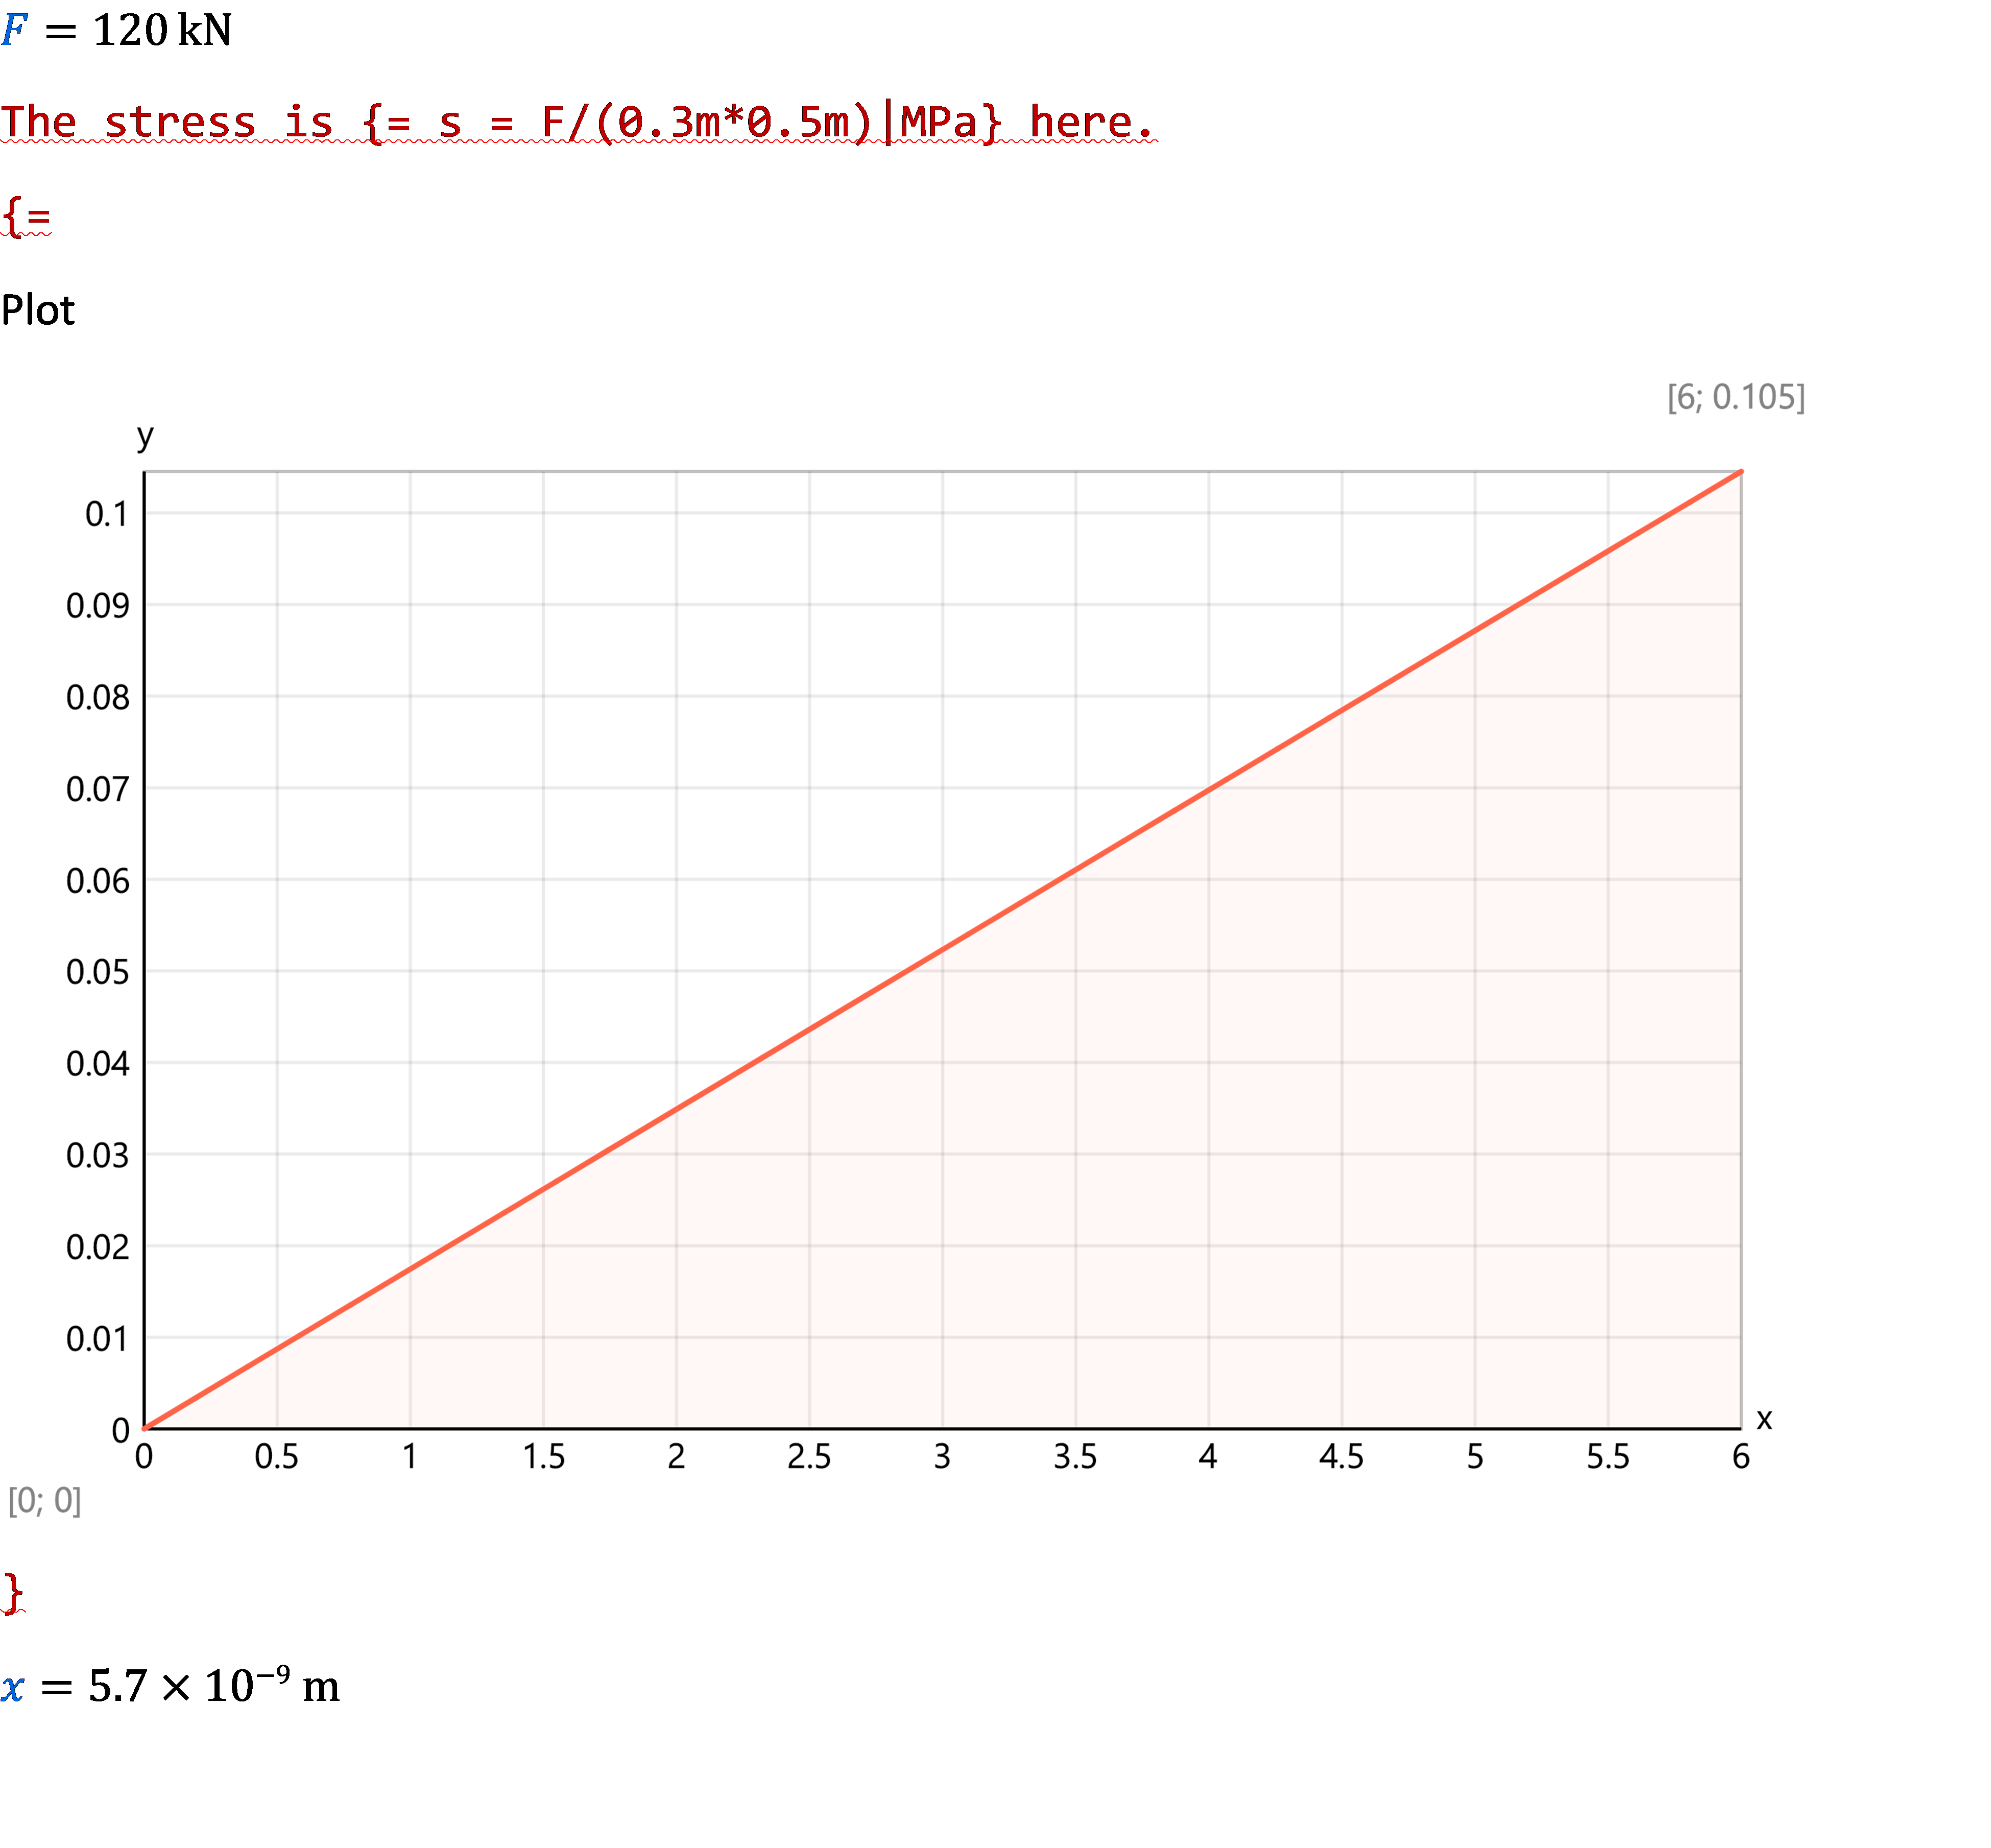 F = 120 kN
The stress is {= s = F/(0.3m*0.5m)|MPa} here.
{=
Plot
[6; 0.105]
y
0.1
0.09
0.08
0.07
0.06
0.05
0.04
0.03
0.02
0.01
0
x
0 0.5 1 1.5 2 2.5 3 3.5 4 4.5 5 5.5 6
[0; 0]
}
x = 5.7 × 10⁻⁹ m